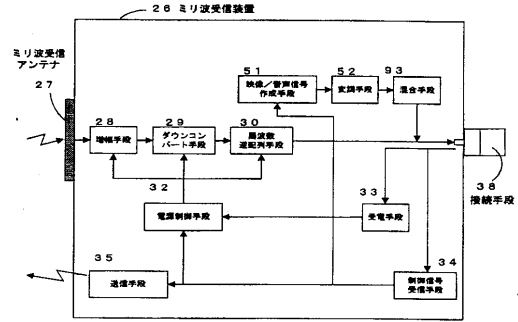 26 ミリ波受信装置
ミリ波受信
アンテナ
27
28
増幅手段
29
ダウンコン
バート手段
30
周波数
逆配列手段
51
映像/音声信号
作成手段
52
変調手段
93
混合手段
32
電源制御手段
33
受電手段
38
接続手段
34
制御信号
受信手段
35
送信手段